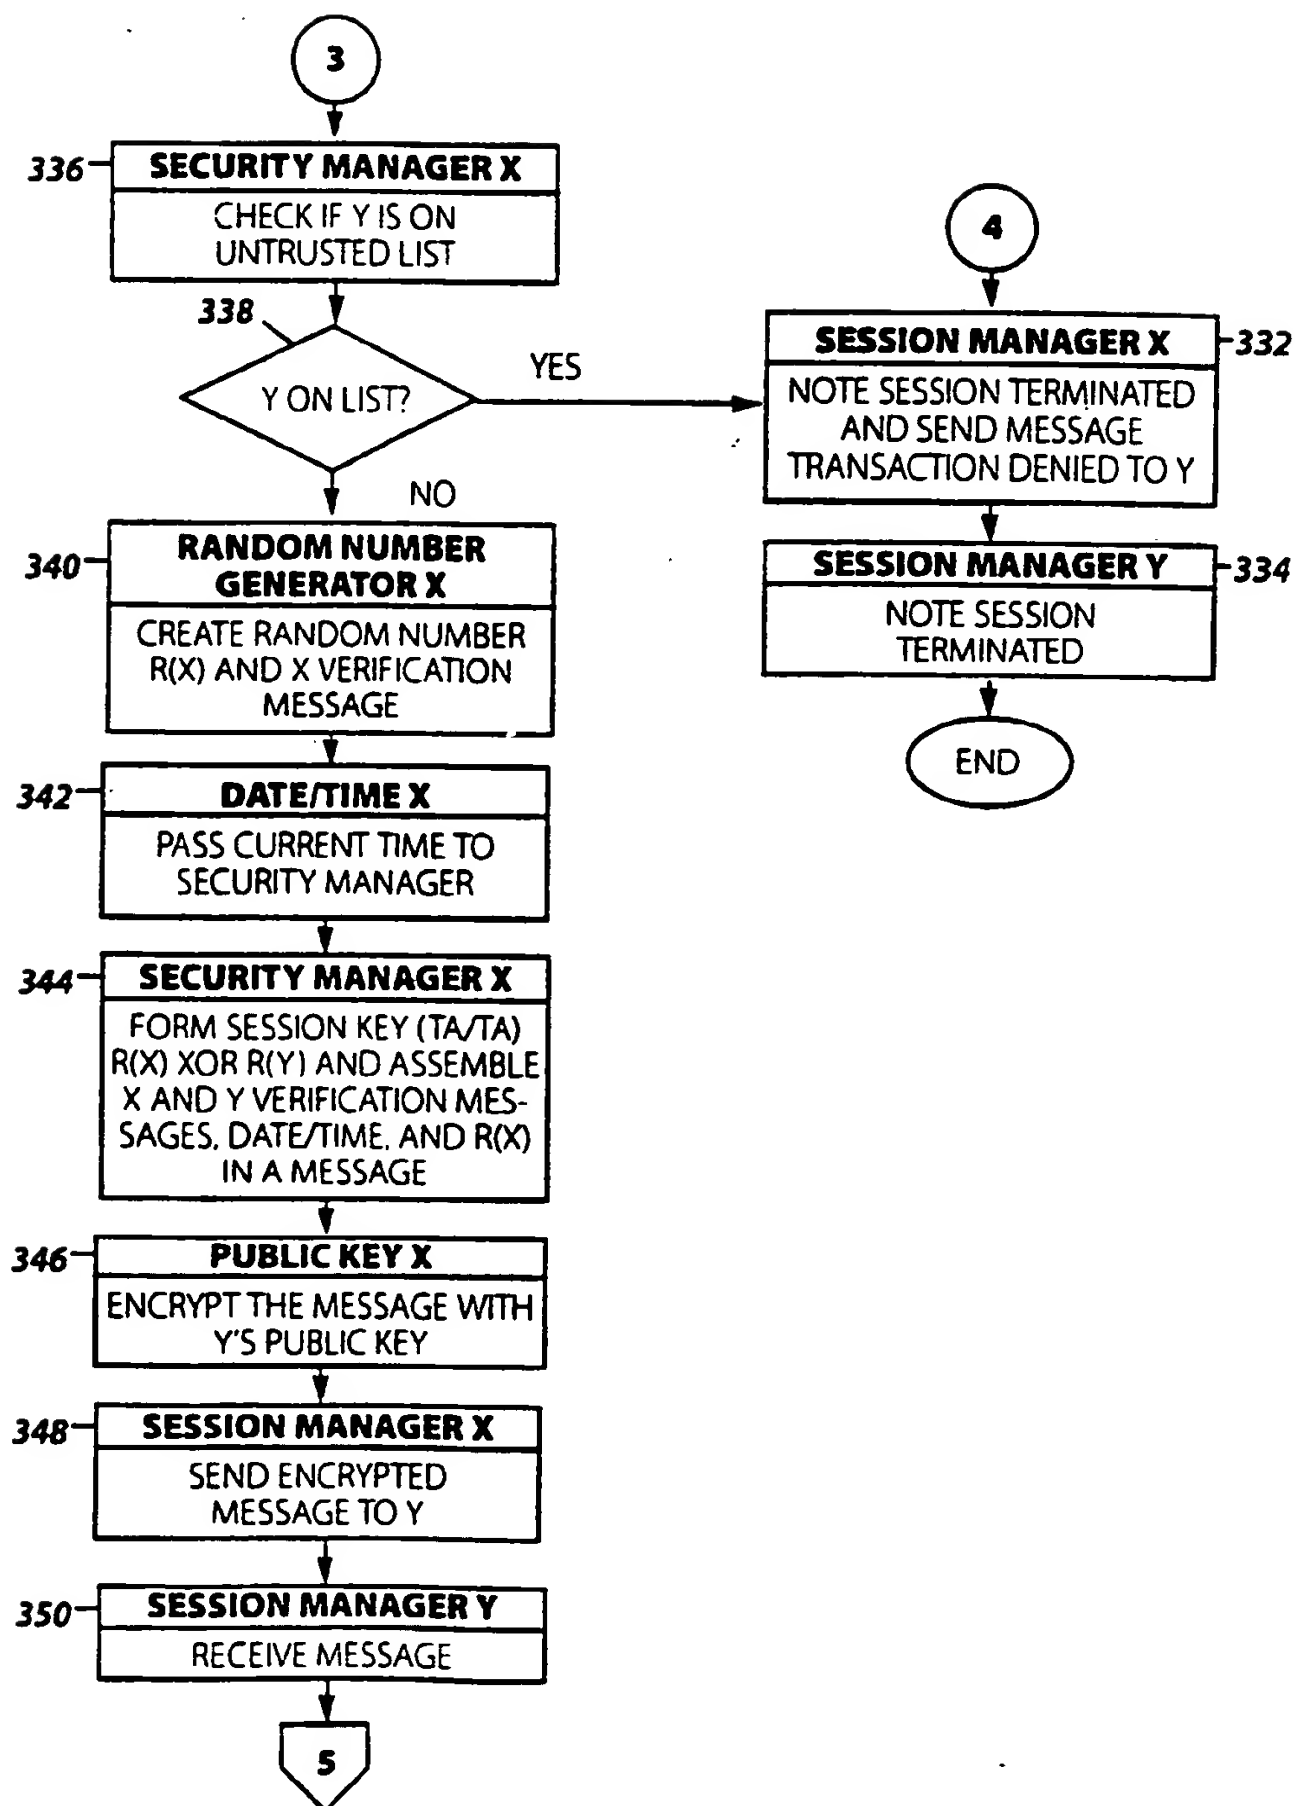 3
336
SECURITY MANAGER X
CHECK IF Y IS ON
UNTRUSTED LIST
338
Y ON LIST?
YES
NO
340
RANDOM NUMBER
GENERATOR X
CREATE RANDOM NUMBER
R(X) AND X VERIFICATION
MESSAGE
342
DATE/TIME X
PASS CURRENT TIME TO
SECURITY MANAGER
344
SECURITY MANAGER X
FORM SESSION KEY (TA/TA)
R(X) XOR R(Y) AND ASSEMBLE
X AND Y VERIFICATION MES-
SAGES, DATE/TIME, AND R(X)
IN A MESSAGE
346
PUBLIC KEY X
ENCRYPT THE MESSAGE WITH
Y'S PUBLIC KEY
348
SESSION MANAGER X
SEND ENCRYPTED
MESSAGE TO Y
350
SESSION MANAGER Y
RECEIVE MESSAGE
5
4
SESSION MANAGER X
332
NOTE SESSION TERMINATED
AND SEND MESSAGE
TRANSACTION DENIED TO Y
SESSION MANAGER Y
334
NOTE SESSION
TERMINATED
END